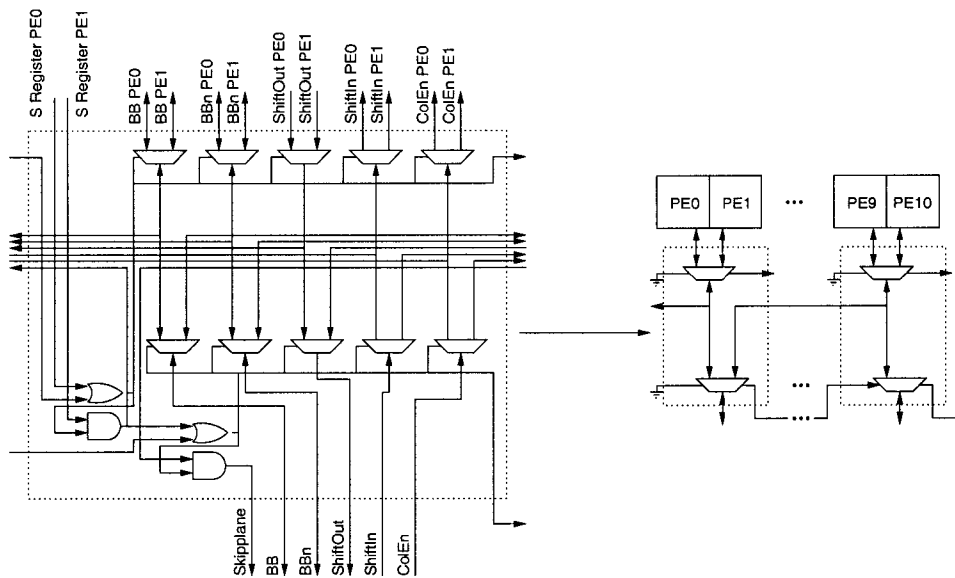 S Register PE0
S Register PE1
BB PE0
BB PE1
BBn PE0
BBn PE1
ShiftOut PE0
ShiftOut PE1
ShiftIn PE0
ShiftIn PE1
ColEn PE0
ColEn PE1
PE0
PE1
...
PE9
PE10
...
...
Skipplane
BB
BBn
ShiftOut
ShiftIn
ColEn